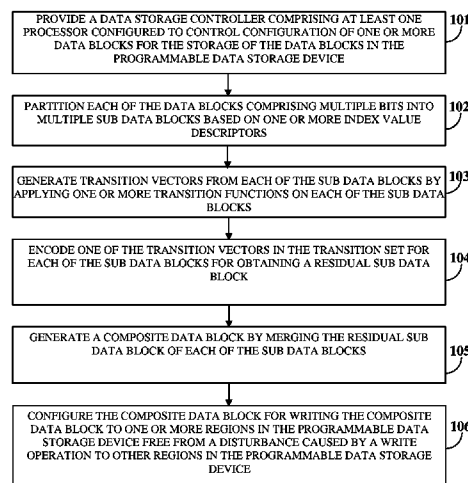 PROVIDE A DATA STORAGE CONTROLLER COMPRISING AT LEAST ONE
PROCESSOR CONFIGURED TO CONTROL CONFIGURATION OF ONE OR MORE
DATA BLOCKS FOR THE STORAGE OF THE DATA BLOCKS IN THE
PROGRAMMABLE DATA STORAGE DEVICE
101
PARTITION EACH OF THE DATA BLOCKS COMPRISING MULTIPLE BITS INTO
MULTIPLE SUB DATA BLOCKS BASED ON ONE OR MORE INDEX VALUE
DESCRIPTORS
102
GENERATE TRANSITION VECTORS FROM EACH OF THE SUB DATA BLOCKS BY
APPLYING ONE OR MORE TRANSITION FUNCTIONS ON EACH OF THE SUB DATA
BLOCKS
103
ENCODE ONE OF THE TRANSITION VECTORS IN THE TRANSITION SET FOR
EACH OF THE SUB DATA BLOCKS FOR OBTAINING A RESIDUAL SUB DATA
BLOCK
104
GENERATE A COMPOSITE DATA BLOCK BY MERGING THE RESIDUAL SUB
DATA BLOCK OF EACH OF THE SUB DATA BLOCKS
105
CONFIGURE THE COMPOSITE DATA BLOCK FOR WRITING THE COMPOSITE
DATA BLOCK TO ONE OR MORE REGIONS IN THE PROGRAMMABLE DATA
STORAGE DEVICE FREE FROM A DISTURBANCE CAUSED BY A WRITE
OPERATION TO OTHER REGIONS IN THE PROGRAMMABLE DATA STORAGE
DEVICE
106